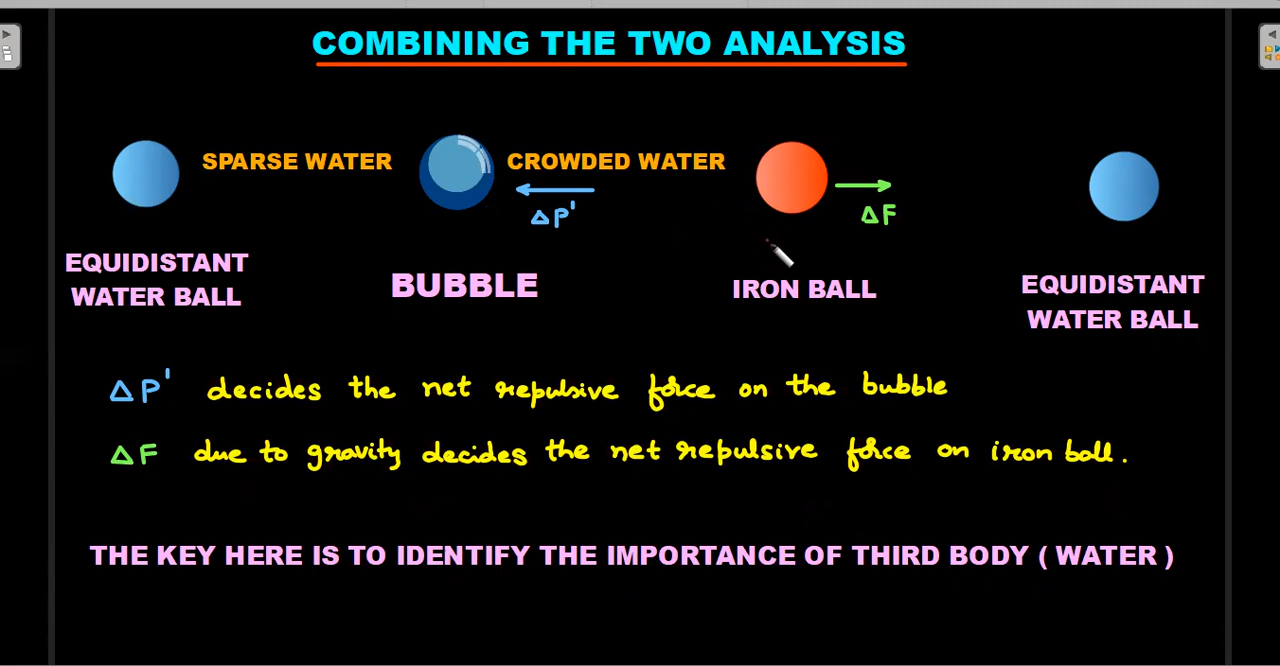 COMBINING THE TWO ANALYSIS
SPARSE WATER
CROWDED WATER
ΔP'
ΔF
EQUIDISTANT
WATER BALL
BUBBLE
IRON BALL
EQUIDISTANT
WATER BALL
ΔP' decides the net repulsive force on the bubble
ΔF due to gravity decides the net repulsive force on iron ball.
THE KEY HERE IS TO IDENTIFY THE IMPORTANCE OF THIRD BODY ( WATER )